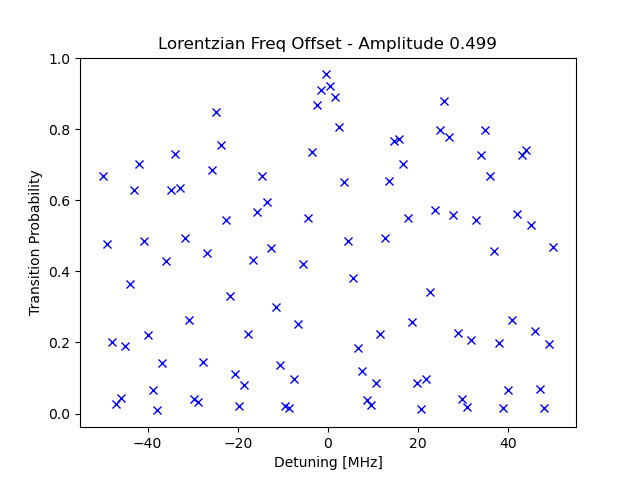 Lorentzian Freq Offset - Amplitude 0.499
Transition Probability
1.0
0.8
0.6
0.4
0.2
0.0
−40 −20 0 20 40
Detuning [MHz]